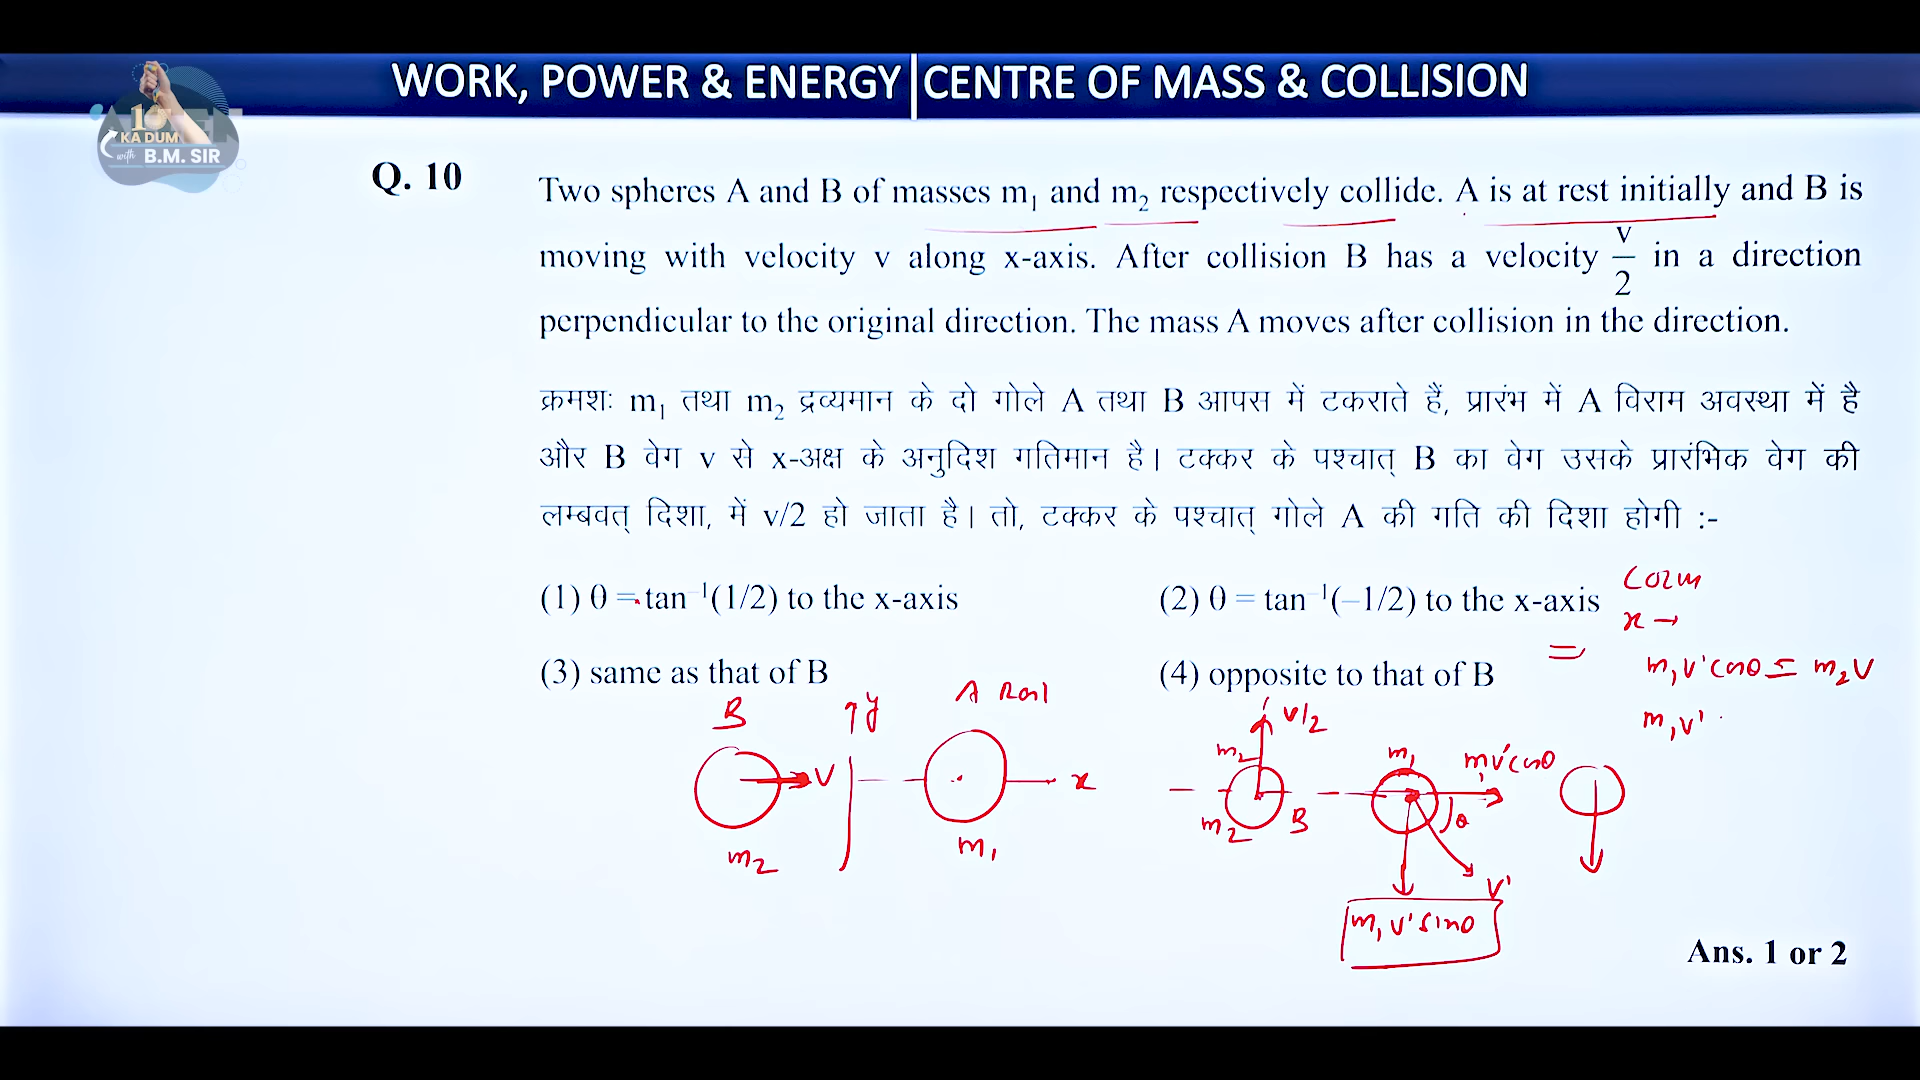 WORK, POWER & ENERGY | CENTRE OF MASS & COLLISION
10
KA DUM
with B.M. SIR
Q. 10
Two spheres A and B of masses m₁ and m₂ respectively collide. A is at rest initially and B is
moving with velocity v along x-axis. After collision B has a velocity v/2 in a direction
perpendicular to the original direction. The mass A moves after collision in the direction.
क्रमशः m₁ तथा m₂ द्रव्यमान के दो गोले A तथा B आपस में टकराते हैं, प्रारंभ में A विराम अवस्था में है
और B वेग v से x-अक्ष के अनुदिश गतिमान है। टक्कर के पश्चात् B का वेग उसके प्रारंभिक वेग की
लम्बवत् दिशा, में v/2 हो जाता है। तो, टक्कर के पश्चात् गोले A की गति की दिशा होगी :-
(1) θ = tan⁻¹(1/2) to the x-axis
(2) θ = tan⁻¹(–1/2) to the x-axis
(3) same as that of B
(4) opposite to that of B
COLM
x →
=
m₁v'cosθ = m₂v
m₁v'
B
↑y
A Rest
v/2
m₂
m₁
m₁v'cosθ
v
x
m₂
B
θ
m₂
m₁
v'
m₁v'sinθ
Ans. 1 or 2